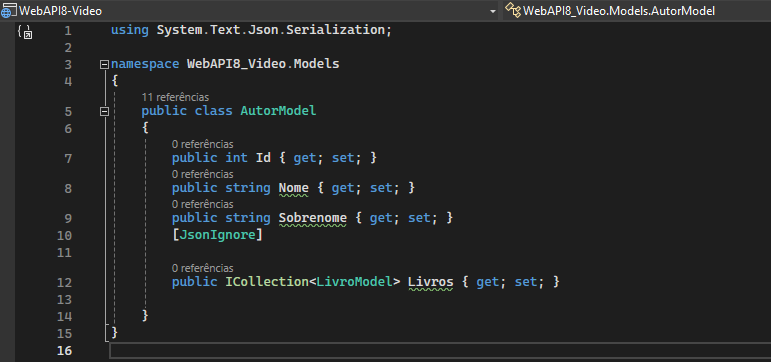 WebAPI8-Video WebAPI8_Video.Models.AutorModel
1 using System.Text.Json.Serialization;
2
3 namespace WebAPI8_Video.Models
4 {
11 referências
5 public class AutorModel
6 {
0 referências
7 public int Id { get; set; }
0 referências
8 public string Nome { get; set; }
0 referências
9 public string Sobrenome { get; set; }
10 [JsonIgnore]
11
0 referências
12 public ICollection<LivroModel> Livros { get; set; }
13
14 }
15 }
16